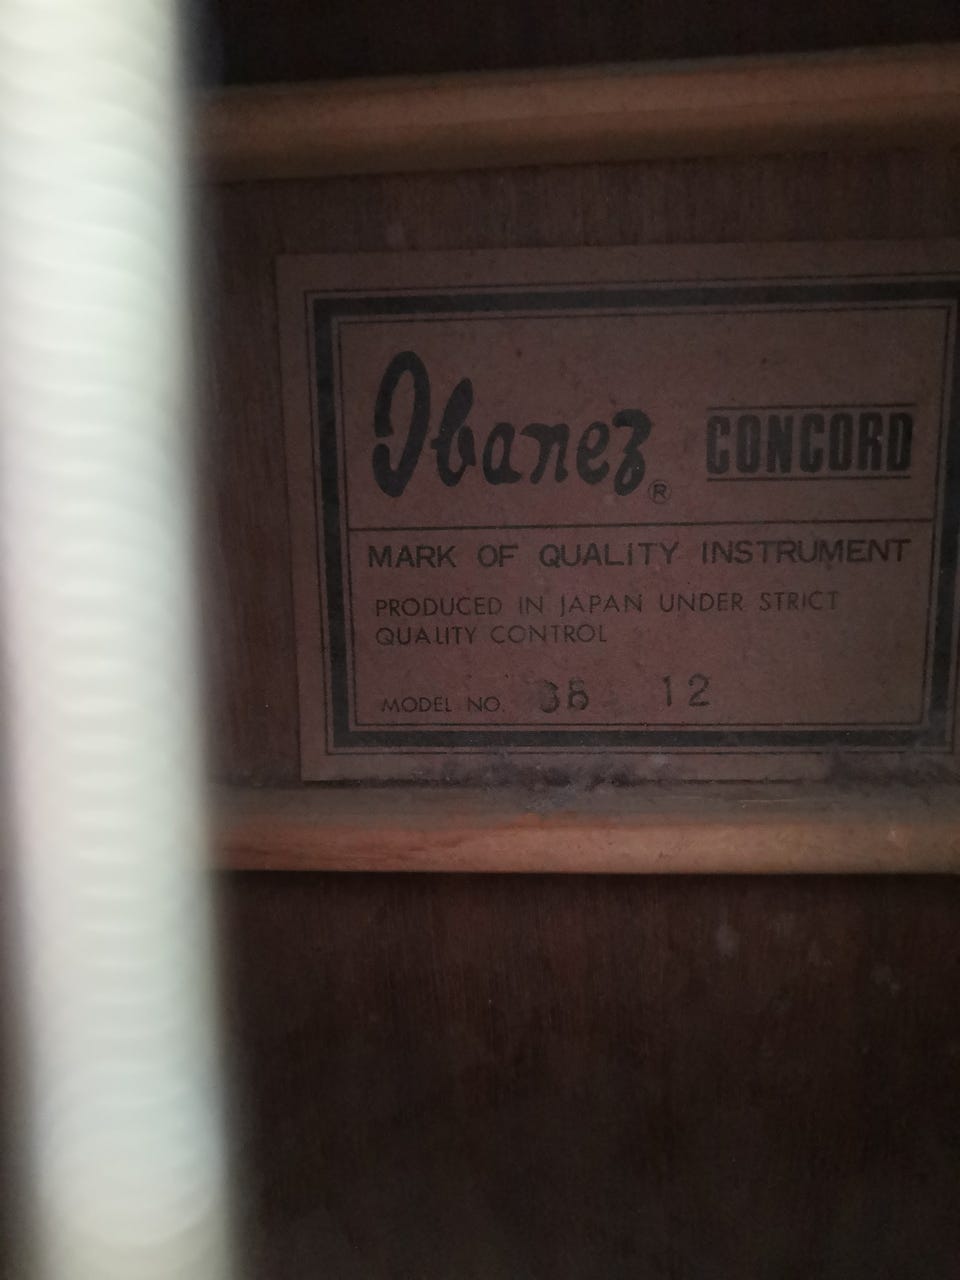 Ibanez ® CONCORD
MARK OF QUALITY INSTRUMENT
PRODUCED IN JAPAN UNDER STRICT
QUALITY CONTROL
MODEL NO. 12